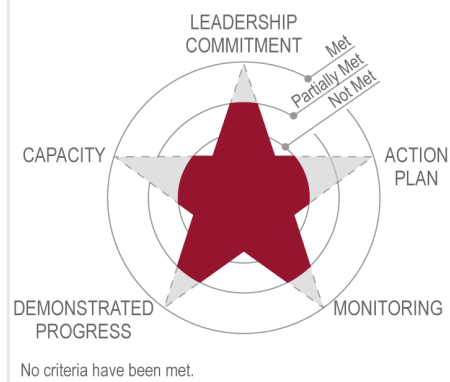 LEADERSHIP
COMMITMENT
Met
Partially Met
Not Met
CAPACITY
ACTION
PLAN
DEMONSTRATED
PROGRESS
MONITORING
No criteria have been met.